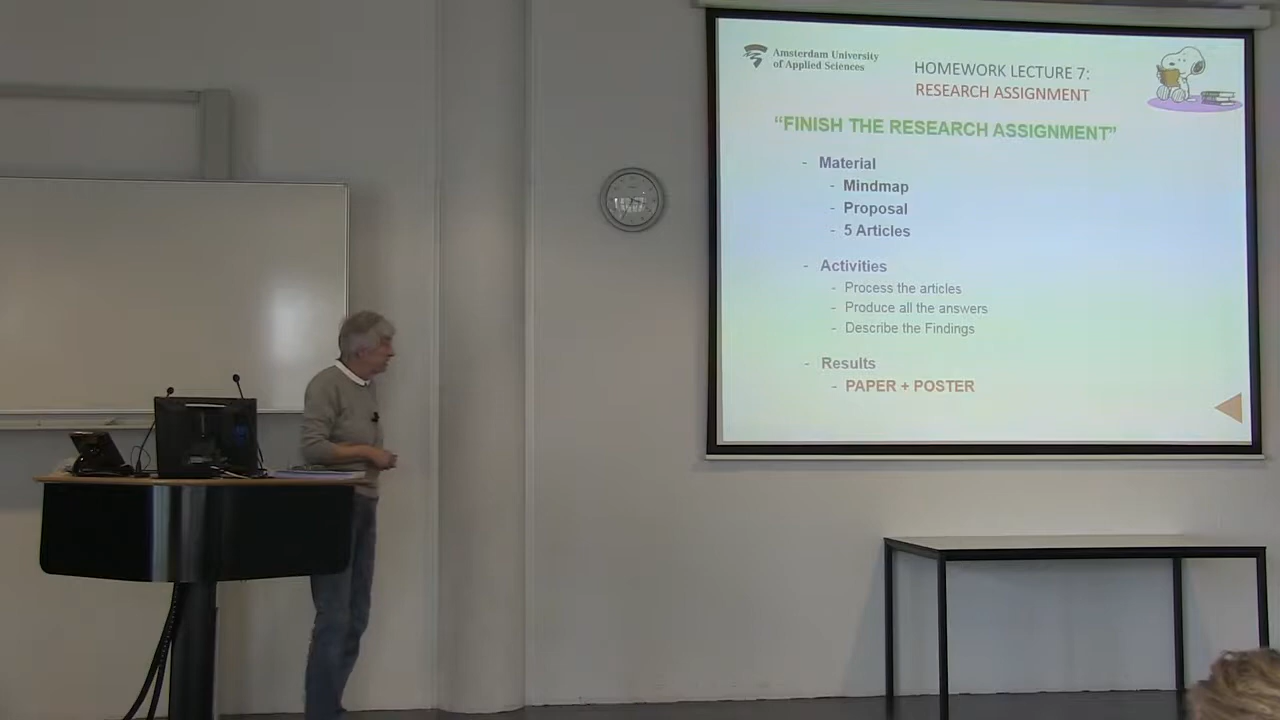 Amsterdam University
of Applied Sciences
HOMEWORK LECTURE 7:
RESEARCH ASSIGNMENT
“FINISH THE RESEARCH ASSIGNMENT”
- Material
- Mindmap
- Proposal
- 5 Articles
- Activities
- Process the articles
- Produce all the answers
- Describe the Findings
- Results
- PAPER + POSTER